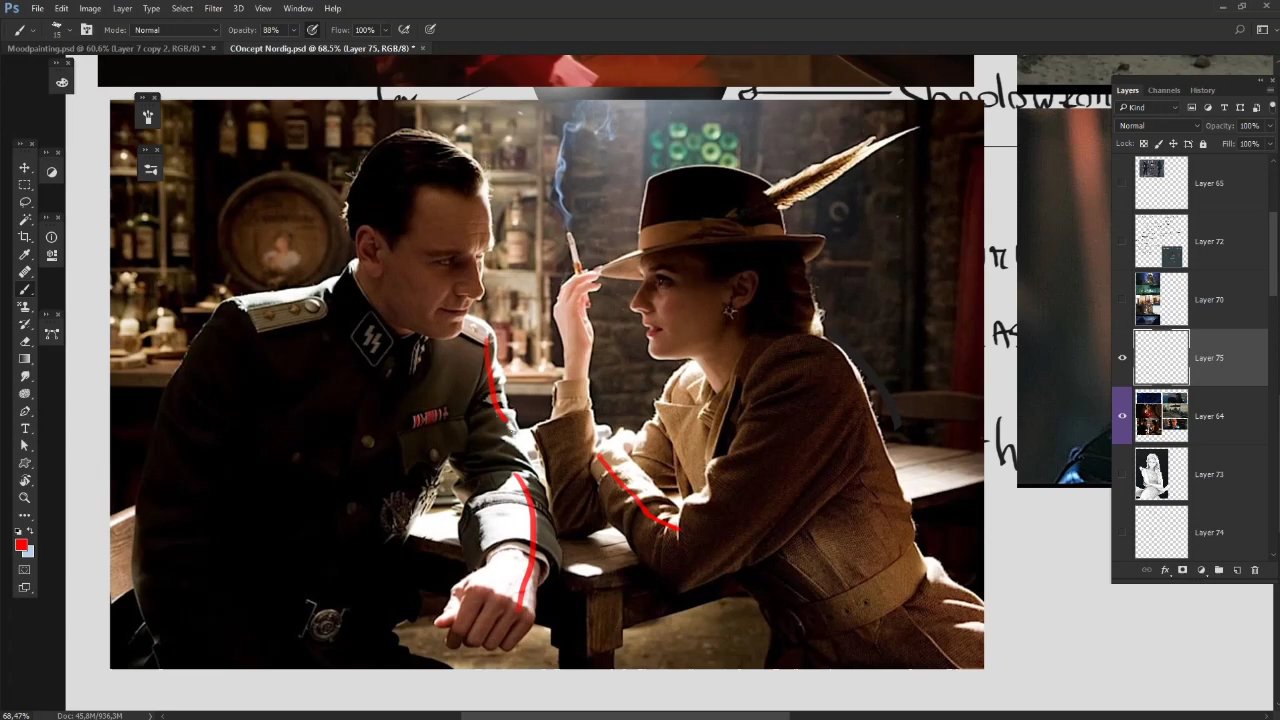 Ps File Edit Image Layer Type Select Filter 3D View Window Help
15 Mode: Normal Opacity: 88% Flow: 100%
Moodpainting.psd @ 60,6% (Layer 7 copy 2, RGB/8) * × COncept Nordig.psd @ 68.5% (Layer 75, RGB/8) * ×
Layers Channels History
Kind
Normal Opacity: 100%
Lock: Fill: 100%
Layer 65
Layer 72
Layer 70
Layer 75
Layer 64
Layer 73
Layer 74
fx
68,47% Doc: 45,8M/936,3M